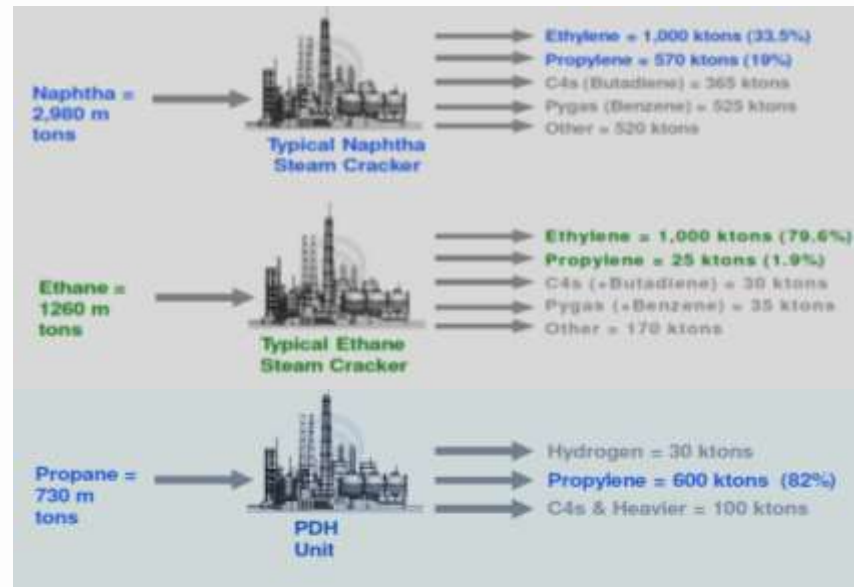 Naphtha =
2,980 m
tons
Typical Naphtha
Steam Cracker
Ethylene = 1,000 ktons (33.5%)
Propylene = 570 ktons (19%)
C4s (Butadiene) = 365 ktons
Pygas (Benzene) = 525 ktons
Other = 520 ktons
Ethane =
1260 m
tons
Typical Ethane
Steam Cracker
Ethylene = 1,000 ktons (79.6%)
Propylene = 25 ktons (1.9%)
C4s (+Butadiene) = 30 ktons
Pygas (+Benzene) = 35 ktons
Other = 170 ktons
Propane =
730 m
tons
PDH
Unit
Hydrogen = 30 ktons
Propylene = 600 ktons (82%)
C4s & Heavier = 100 ktons